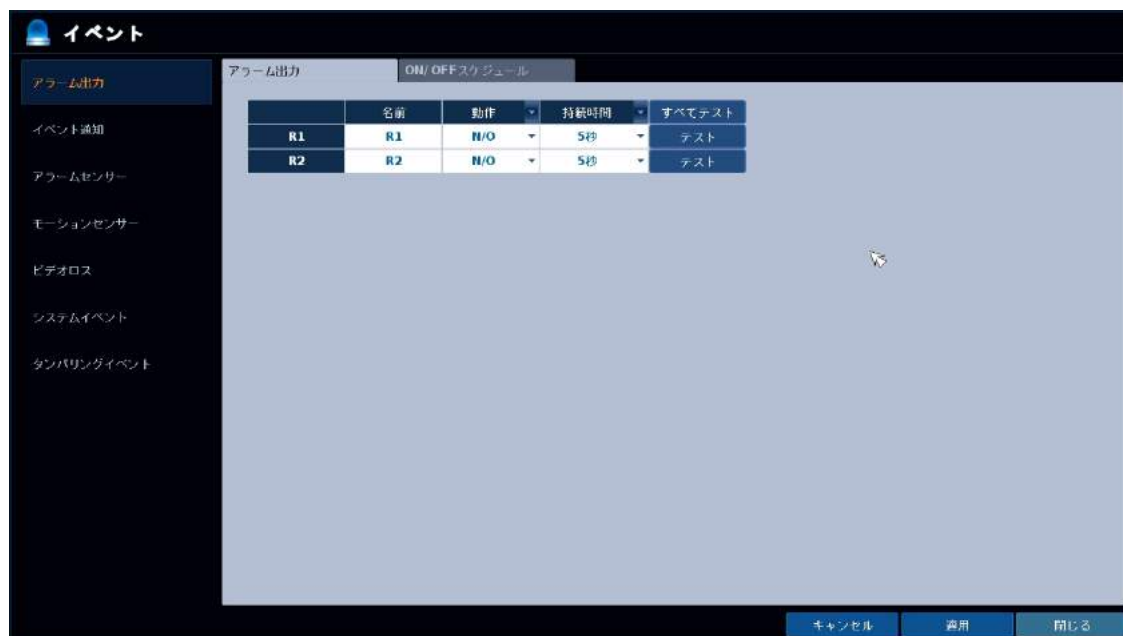 イベント
アラーム出力
イベント通知
アラームセンサー
モーションセンサー
ビデオロス
システムイベント
タンパリングイベント
アラーム出力 ON/OFFスケジュール
名前 動作 持続時間 すべてテスト
R1 R1 N/O 5秒 テスト
R2 R2 N/O 5秒 テスト
キャンセル 適用 閉じる